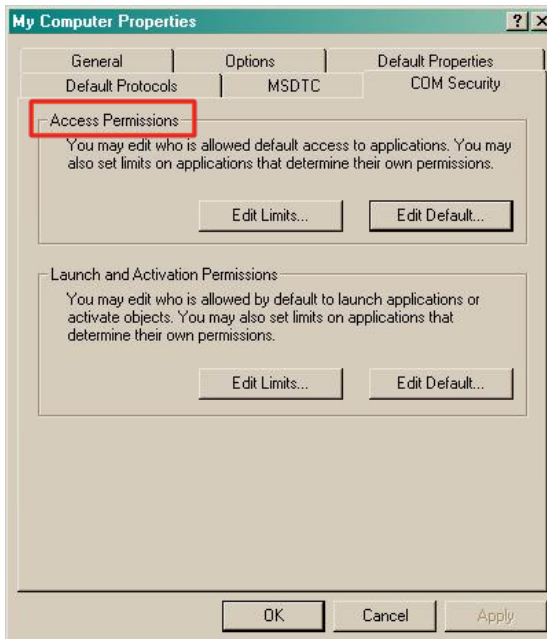 My Computer Properties
General Options Default Properties
Default Protocols MSDTC COM Security
Access Permissions
You may edit who is allowed default access to applications. You may
also set limits on applications that determine their own permissions.
Edit Limits... Edit Default...
Launch and Activation Permissions
You may edit who is allowed by default to launch applications or
activate objects. You may also set limits on applications that
determine their own permissions.
Edit Limits... Edit Default...
OK Cancel Apply